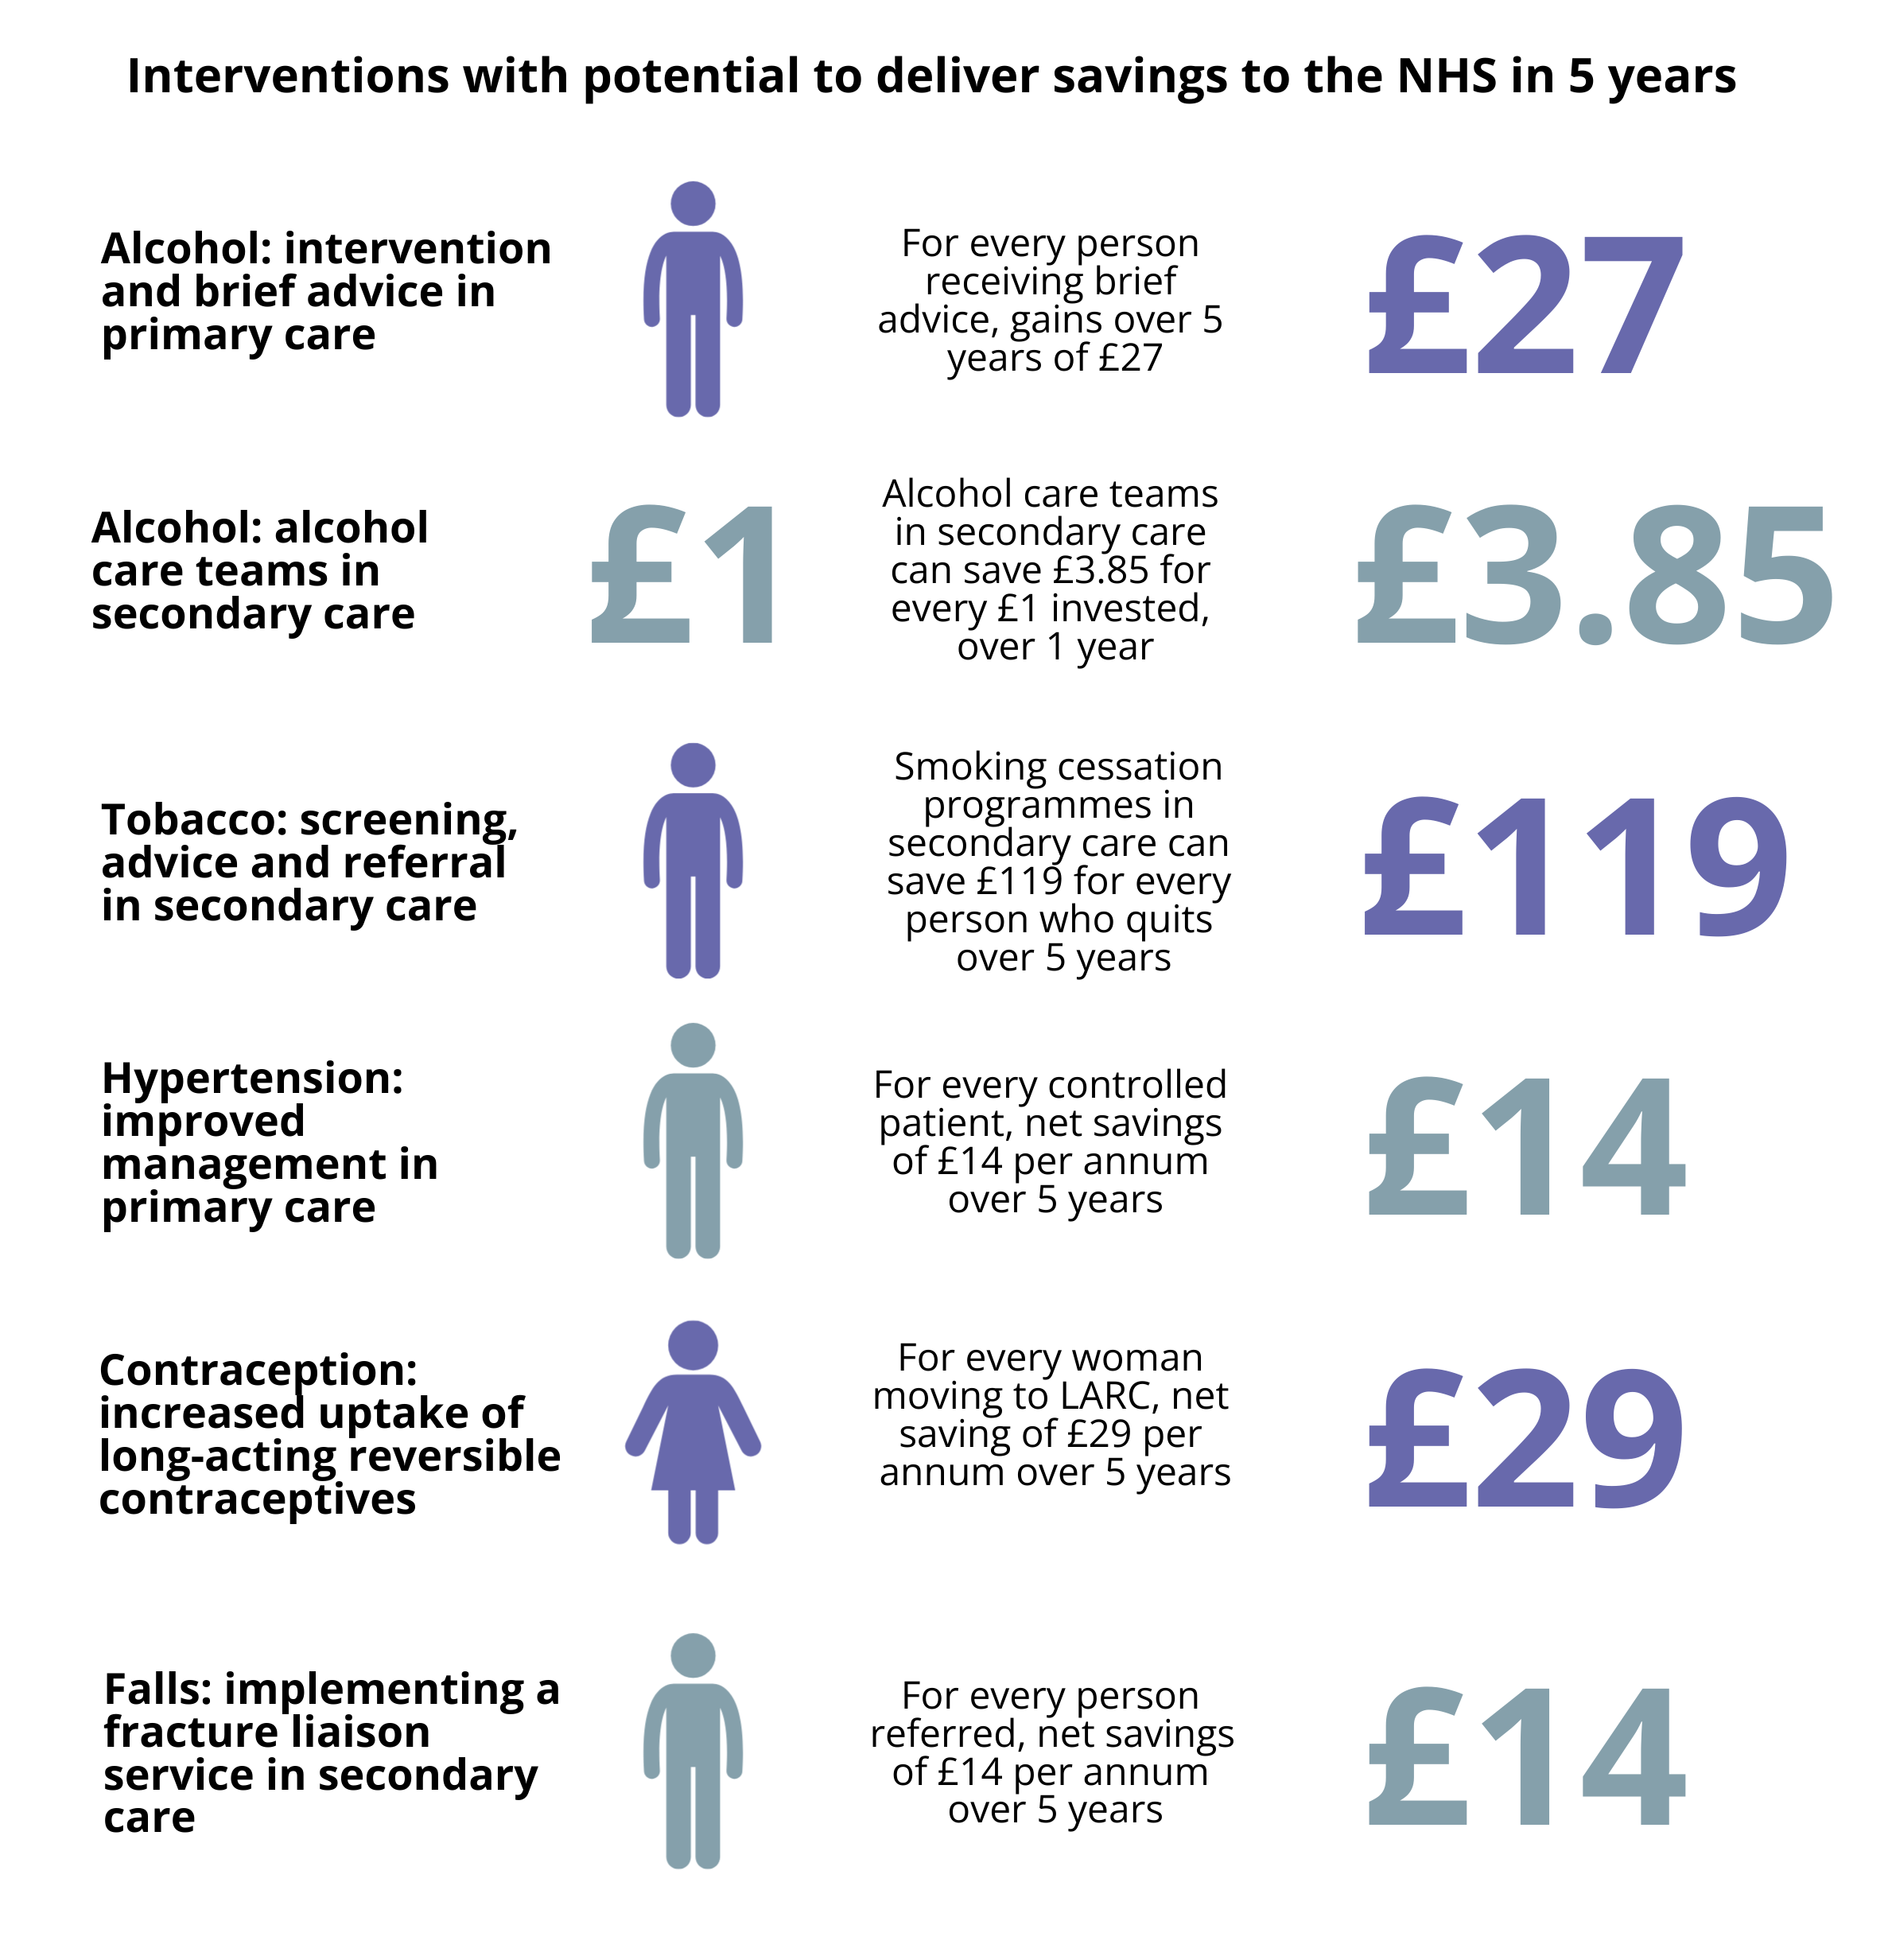 Interventions with potential to deliver savings to the NHS in 5 years
Alcohol: intervention
and brief advice in
primary care
For every person
receiving brief
advice, gains over 5
years of £27
£27
Alcohol: alcohol
care teams in
secondary care
£1
Alcohol care teams
in secondary care
can save £3.85 for
every £1 invested,
over 1 year
£3.85
Tobacco: screening,
advice and referral
in secondary care
Smoking cessation
programmes in
secondary care can
save £119 for every
person who quits
over 5 years
£119
Hypertension:
improved
management in
primary care
For every controlled
patient, net savings
of £14 per annum
over 5 years
£14
Contraception:
increased uptake of
long-acting reversible
contraceptives
For every woman
moving to LARC, net
saving of £29 per
annum over 5 years
£29
Falls: implementing a
fracture liaison
service in secondary
care
For every person
referred, net savings
of £14 per annum
over 5 years
£14